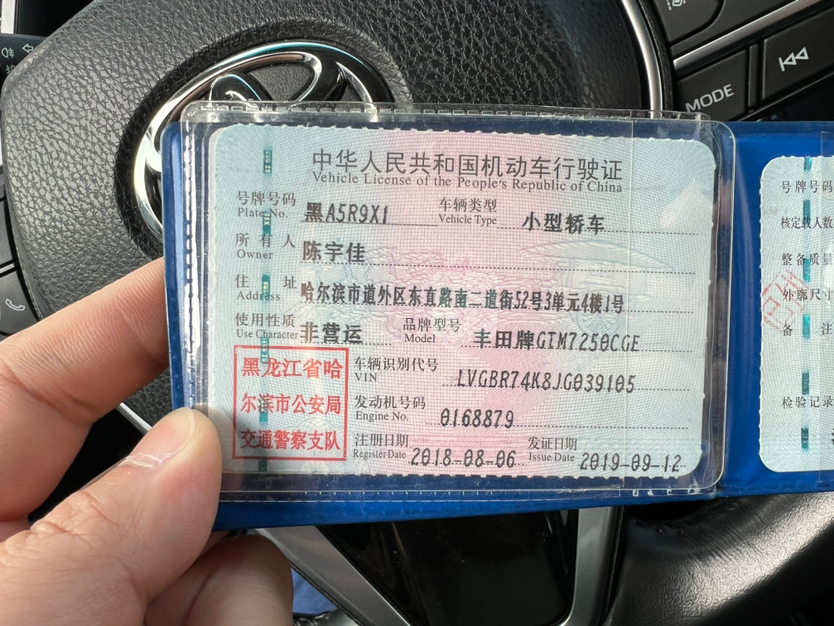 MODE
中华人民共和国机动车行驶证
Vehicle License of the People's Republic of China
号牌号码 黑A5R9X1 车辆类型 小型轿车
Plate No. Vehicle Type
所有人 陈宇佳
Owner
住址 哈尔滨市道外区东直路南二道街52号3单元4楼1号
Address
使用性质 非营运 品牌型号 丰田牌GTM7250CGE
Use Character Model
黑龙江省哈
尔滨市公安局
交通警察支队
车辆识别代号 LVGBR74K8JG039105
VIN
发动机号码 0168879
Engine No.
注册日期 2018-08-06 发证日期 2019-09-12
Register Date Issue Date
号牌号码
核定载人数
整备质量
外廓尺寸
备注
检验记录